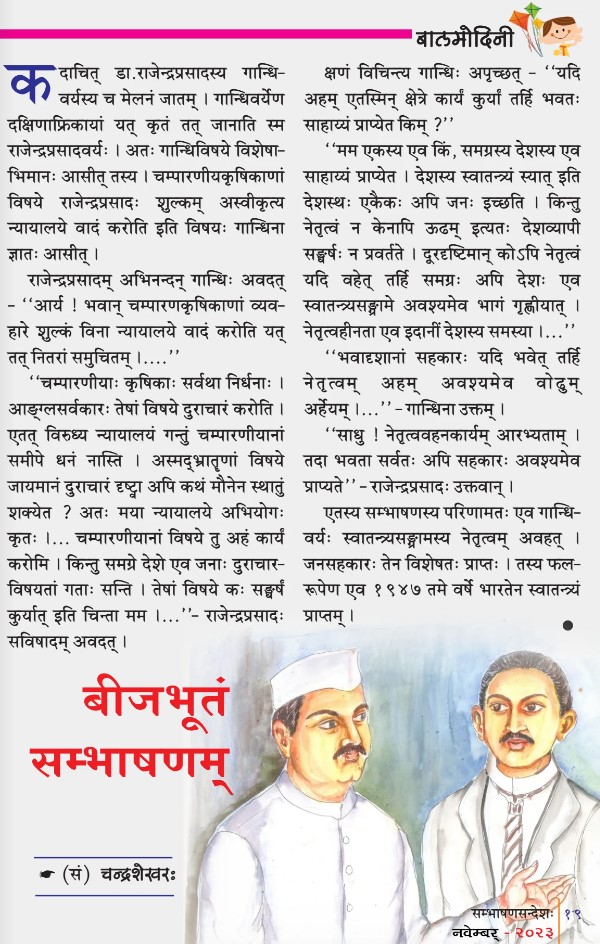 बालमोदिनी
कदाचित् डा.राजेन्द्रप्रसादस्य गान्धि-
वर्यस्य च मेलनं जातम् । गान्धिवर्येण
दक्षिणाफ्रिकायां यत् कृतं तत् जानाति स्म
राजेन्द्रप्रसादवर्यः । अतः गान्धिविषये विशेषा-
भिमानः आसीत् तस्य । चम्पारणीयकृषिकाणां
विषये राजेन्द्रप्रसादः शुल्कम् अस्वीकृत्य
न्यायालये वादं करोति इति विषयः गान्धिना
ज्ञातः आसीत् ।
राजेन्द्रप्रसादम् अभिनन्दन् गान्धिः अवदत्
- ‘‘आर्य ! भवान् चम्पारणकृषिकाणां व्यव-
हारे शुल्कं विना न्यायालये वादं करोति यत्
तत् नितरां समुचितम् ।....’’
‘‘चम्पारणीयाः कृषिकाः सर्वथा निर्धनाः ।
आङ्ग्लसर्वकारः तेषां विषये दुराचारं करोति ।
एतत् विरुध्य न्यायालयं गन्तुं चम्पारणीयानां
समीपे धनं नास्ति । अस्मद्भ्रातॄणां विषये
जायमानं दुराचारं दृष्ट्वा अपि कथं मौनेन स्थातुं
शक्येत ? अतः मया न्यायालये अभियोगः
कृतः ।... चम्पारणीयानां विषये तु अहं कार्यं
करोमि । किन्तु समग्रे देशे एव जनाः दुराचार-
विषयतां गताः सन्ति । तेषां विषये कः सङ्घर्षं
कुर्यात् इति चिन्ता मम ।...’’- राजेन्द्रप्रसादः
सविषादम् अवदत् ।
क्षणं विचिन्त्य गान्धिः अपृच्छत् - ‘‘यदि
अहम् एतस्मिन् क्षेत्रे कार्यं कुर्यां तर्हि भवतः
साहाय्यं प्राप्येत किम् ?’’
‘‘मम एकस्य एव किं, समग्रस्य देशस्य एव
साहाय्यं प्राप्येत । देशस्य स्वातन्त्र्यं स्यात् इति
देशस्थः एकैकः अपि जनः इच्छति । किन्तु
नेतृत्वं न केनापि ऊढम् इत्यतः देशव्यापी
सङ्घर्षः न प्रवर्तते । दूरदृष्टिमान् कोऽपि नेतृत्वं
यदि वहेत् तर्हि समग्रः अपि देशः एव
स्वातन्त्र्यसङ्ग्रामे अवश्यमेव भागं गृह्णीयात् ।
नेतृत्वहीनता एव इदानीं देशस्य समस्या ।...’’
‘‘भवादृशानां सहकारः यदि भवेत् तर्हि
नेतृत्वम् अहम् अवश्यमेव वोढुम्
अर्हेयम् ।...’’ - गान्धिना उक्तम् ।
‘‘साधु ! नेतृत्ववहनकार्यम् आरभ्यताम् ।
तदा भवता सर्वतः अपि सहकारः अवश्यमेव
प्राप्यते’’ - राजेन्द्रप्रसादः उक्तवान् ।
एतस्य सम्भाषणस्य परिणामतः एव गान्धि-
वर्यः स्वातन्त्र्यसङ्ग्रामस्य नेतृत्वम् अवहत् ।
जनसहकारः तेन विशेषतः प्राप्तः । तस्य फल-
रूपेण एव १९४७ तमे वर्षे भारतेन स्वातन्त्र्यं
प्राप्तम् ।
बीजभूतं
सम्भाषणम्
☛ (सं) चन्द्रशेखरः
सम्भाषणसन्देशः १९
नवेम्बर् - २०२३